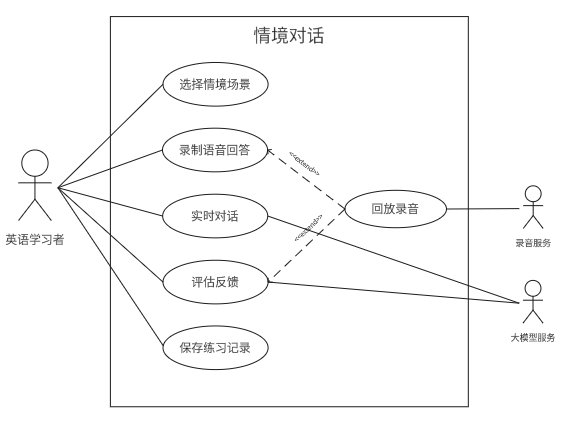 情境对话
选择情境场景
录制语音回答
<<extend>>
英语学习者
实时对话
回放录音
<<extend>>
录音服务
评估反馈
大模型服务
保存练习记录